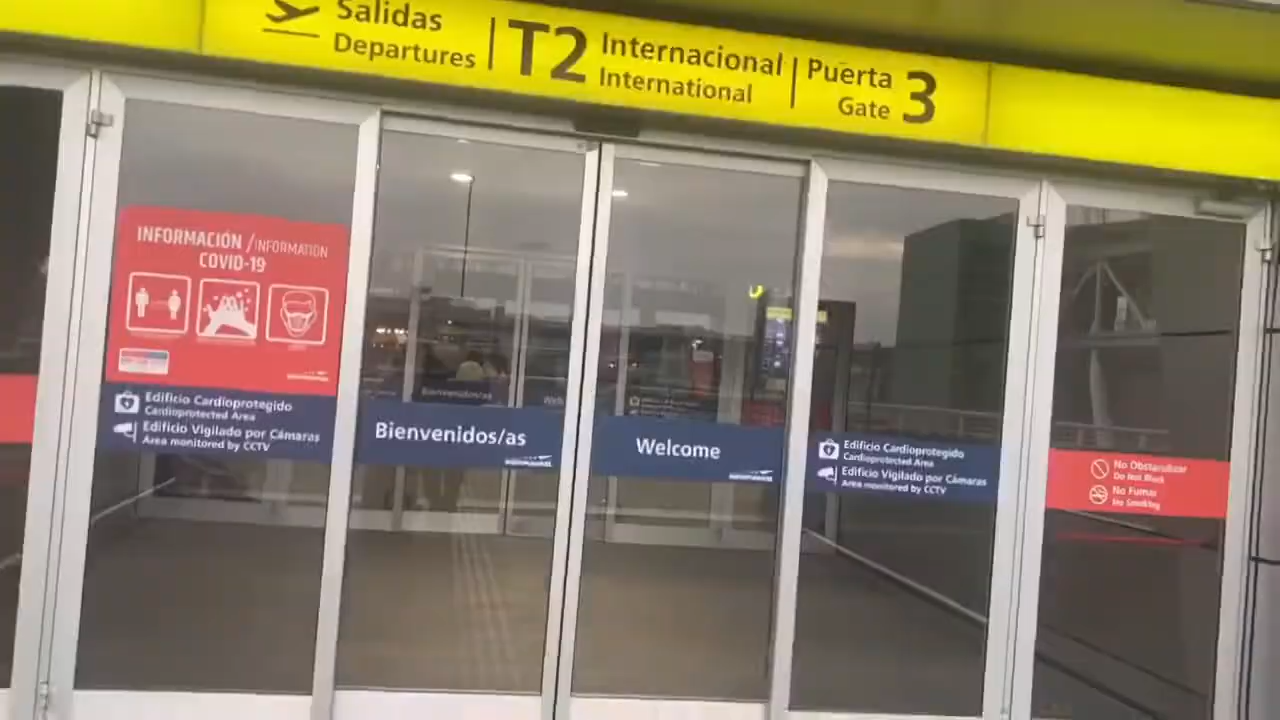 Salidas
Departures
T2
Internacional
International
Puerta
Gate
3
INFORMACIÓN / INFORMATION
COVID-19
Edificio Cardioprotegido
Cardioprotected Area
Edificio Vigilado por Cámaras
Area monitored by CCTV
Bienvenidos/as
Bienvenidos/as
Welcome
Edificio Cardioprotegido
Cardioprotected Area
Edificio Vigilado por Cámaras
Area monitored by CCTV
No Obstaculizar
Do Not Block
No Fumar
No Smoking